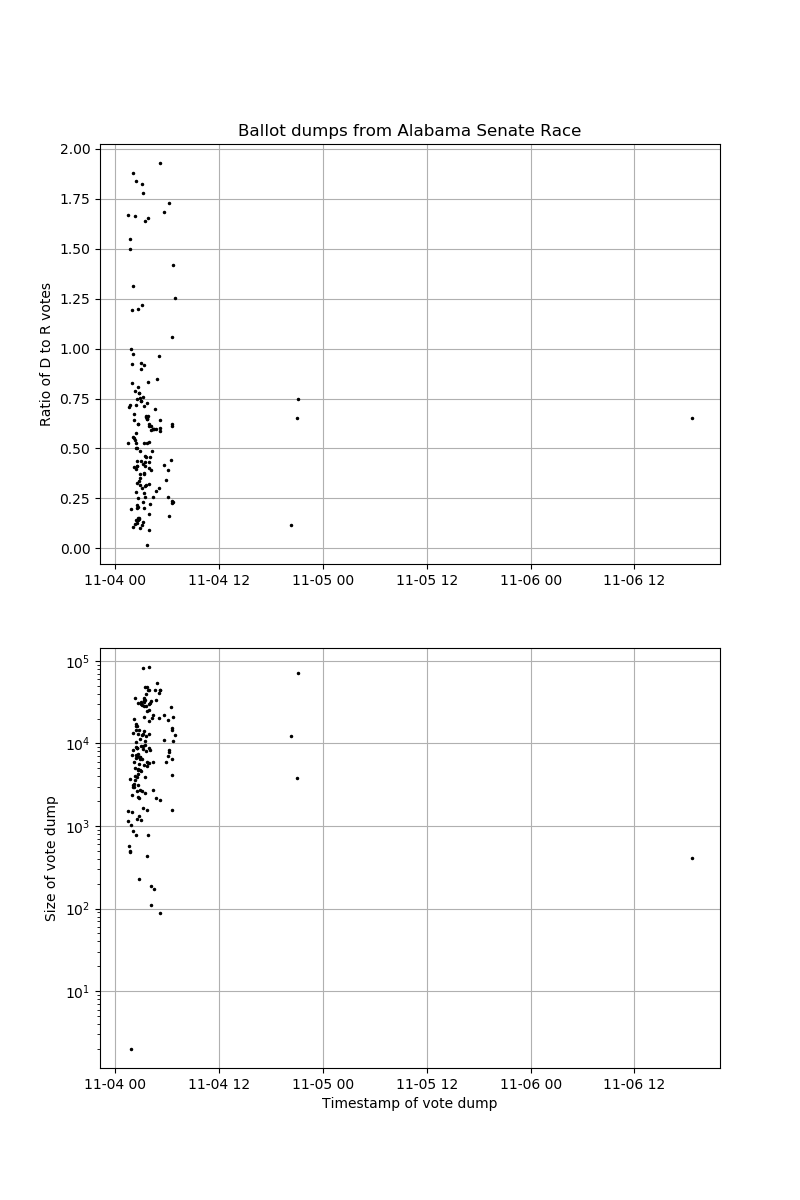 Ballot dumps from Alabama Senate Race
2.00
1.75
1.50
1.25
1.00
0.75
0.50
0.25
0.00
Ratio of D to R votes
11-04 00 11-04 12 11-05 00 11-05 12 11-06 00 11-06 12
10^5
10^4
10^3
10^2
10^1
Size of vote dump
11-04 00 11-04 12 11-05 00 11-05 12 11-06 00 11-06 12
Timestamp of vote dump